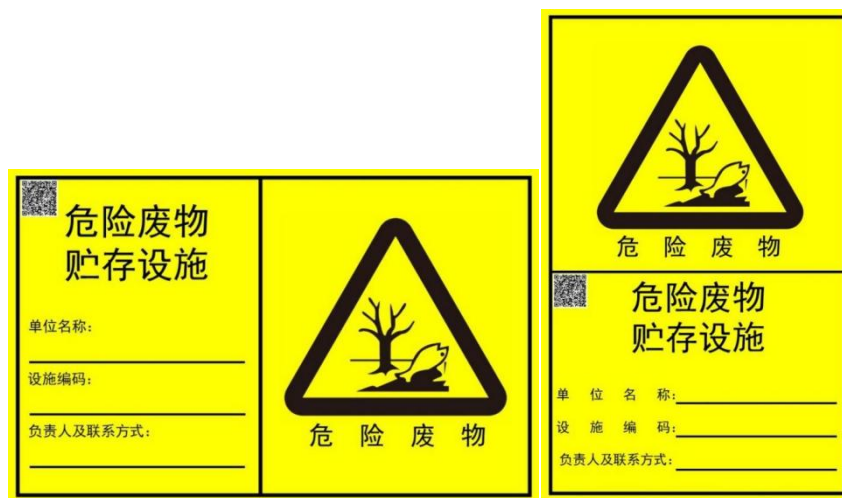 危险废物
贮存设施
单位名称：
设施编码：
负责人及联系方式：
危险废物
危险废物
危险废物
贮存设施
单位名称：
设施编码：
负责人及联系方式：